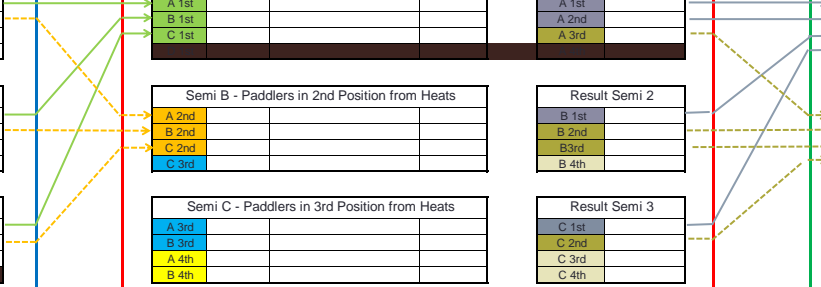 A 1st
B 1st
C 1st
A 1st
A 2nd
A 3rd
Semi B - Paddlers in 2nd Position from Heats
A 2nd
B 2nd
C 2nd
C 3rd
Result Semi 2
B 1st
B 2nd
B3rd
B 4th
Semi C - Paddlers in 3rd Position from Heats
A 3rd
B 3rd
A 4th
B 4th
Result Semi 3
C 1st
C 2nd
C 3rd
C 4th